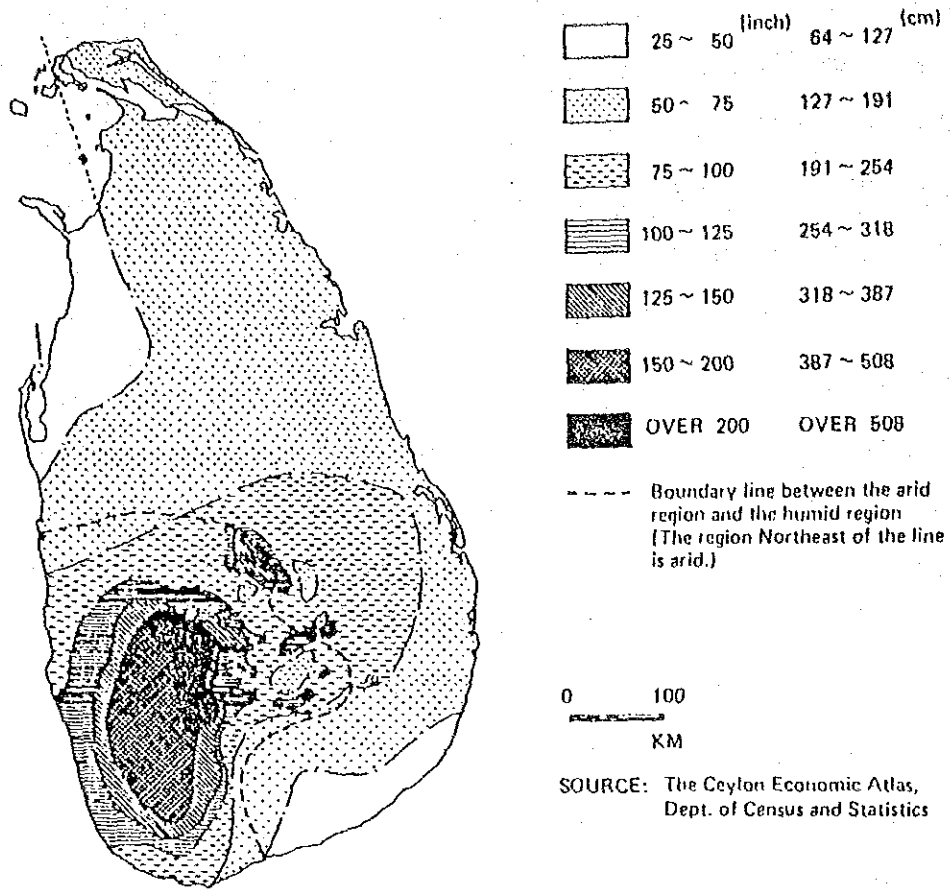 (inch) (cm)
25 ~ 50 64 ~ 127
50 ~ 75 127 ~ 191
75 ~ 100 191 ~ 254
100 ~ 125 254 ~ 318
125 ~ 150 318 ~ 387
150 ~ 200 387 ~ 508
OVER 200 OVER 508
Boundary line between the arid
region and the humid region
(The region Northeast of the line
is arid.)
0 100
KM
SOURCE: The Ceylon Economic Atlas,
Dept. of Census and Statistics